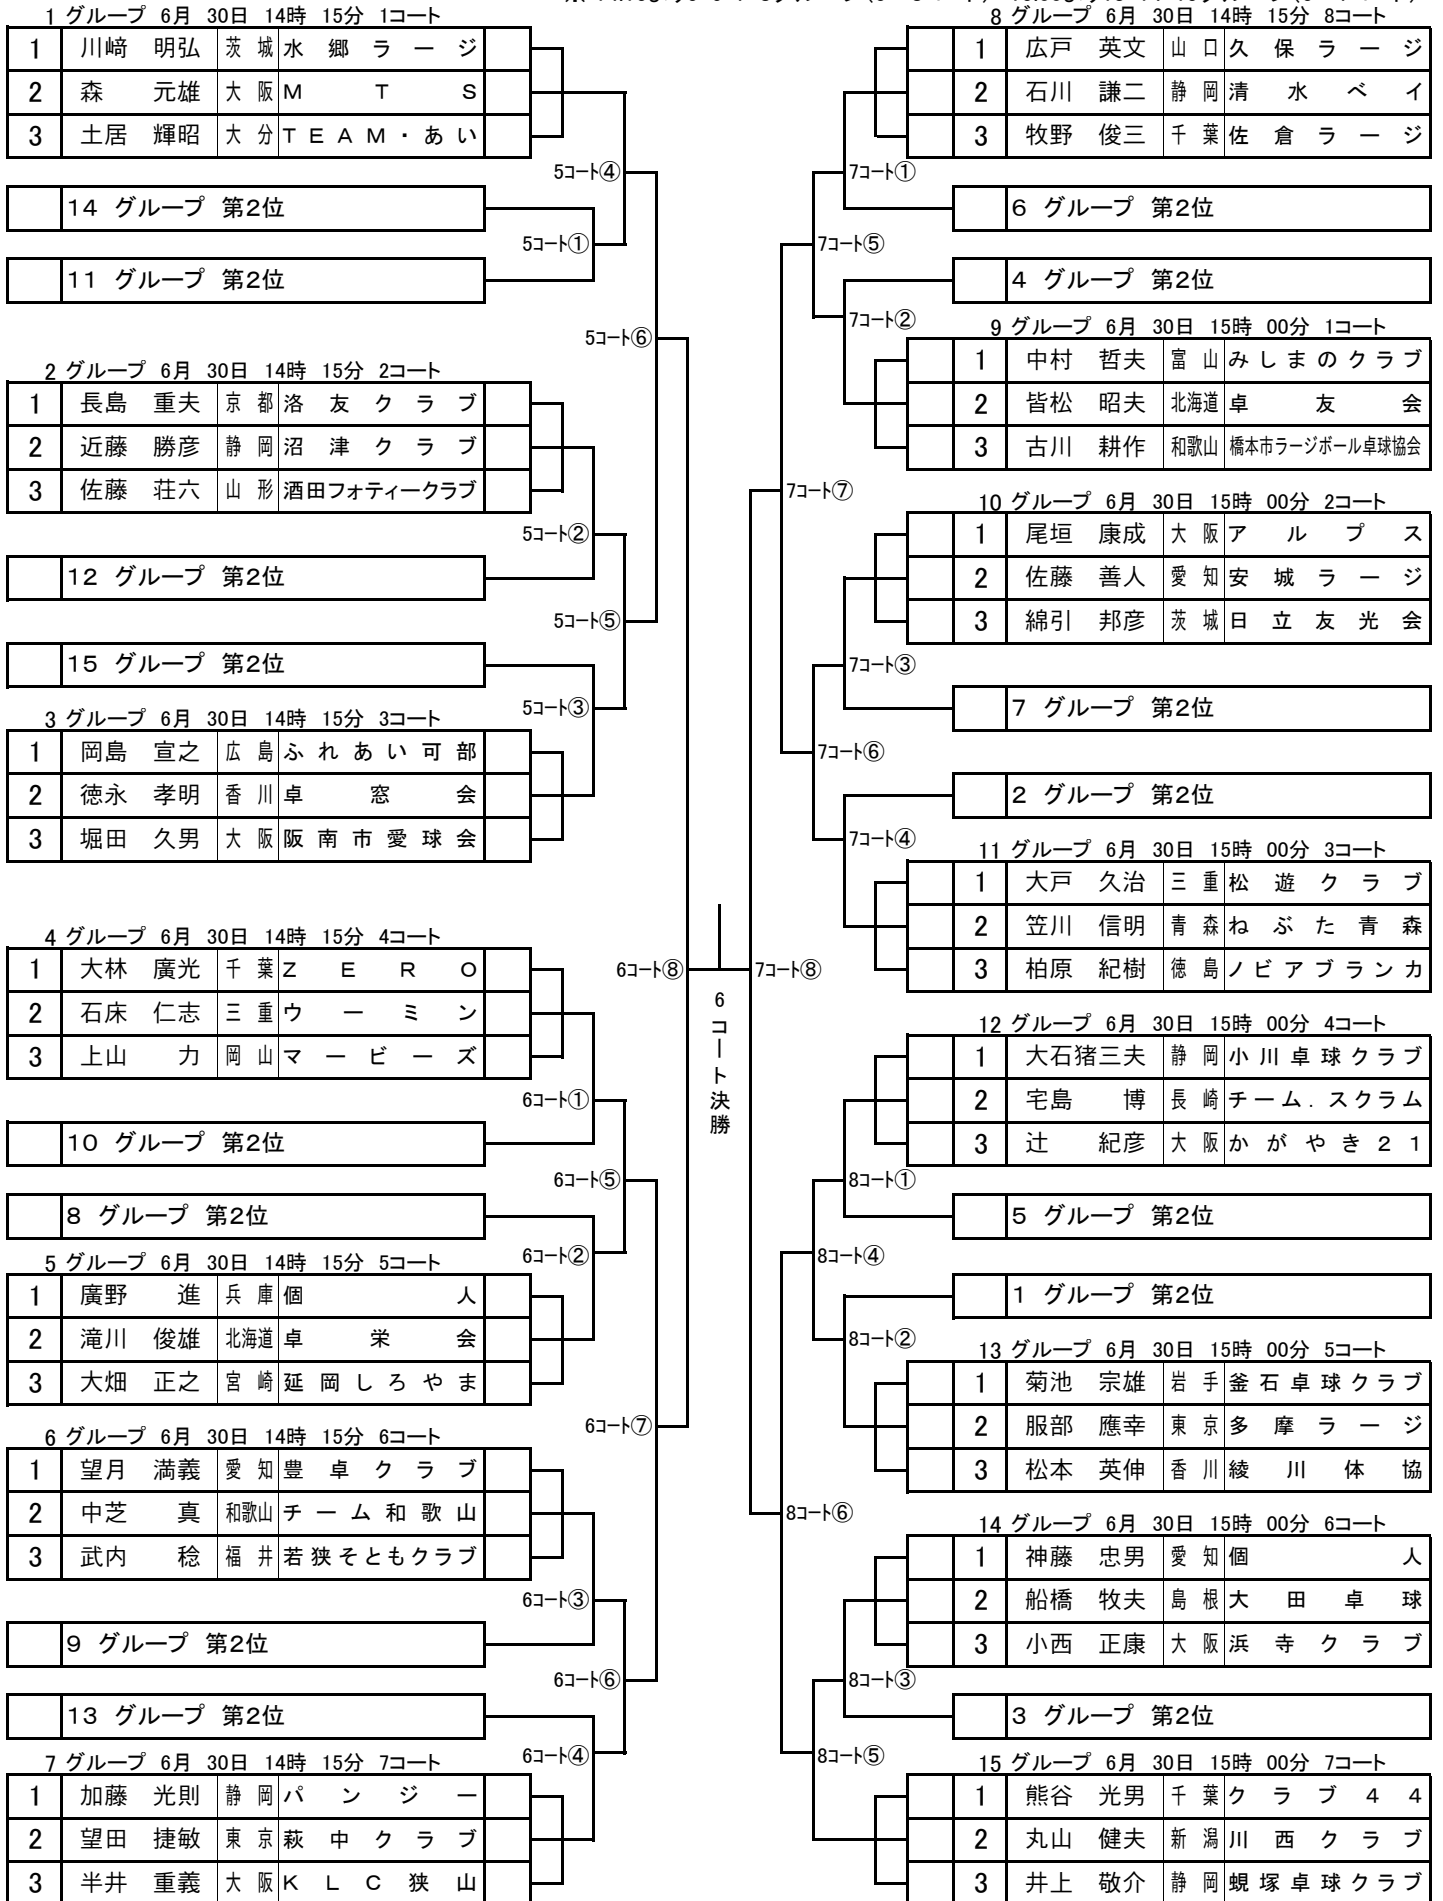 1 グループ 6月 30日 14時 15分 1コート
1 川﨑 明弘 茨城 水郷ラージ
2 森 元雄 大阪 MTS
3 土居 輝昭 大分 TEAM・あい
5コート④
14 グループ 第2位
5コート①
11 グループ 第2位
5コート⑥
2 グループ 6月 30日 14時 15分 2コート
1 長島 重夫 京都 洛友クラブ
2 近藤 勝彦 静岡 沼津クラブ
3 佐藤 荘六 山形 酒田フォティークラブ
5コート②
12 グループ 第2位
5コート⑤
15 グループ 第2位
5コート③
3 グループ 6月 30日 14時 15分 3コート
1 岡島 宣之 広島 ふれあい可部
2 徳永 孝明 香川 卓窓会
3 堀田 久男 大阪 阪南市愛球会
4 グループ 6月 30日 14時 15分 4コート
1 大林 廣光 千葉 ZERO
2 石床 仁志 三重 ウーミン
3 上山 力 岡山 マービーズ
6コート⑧
6コート①
10 グループ 第2位
6コート⑤
8 グループ 第2位
6コート②
5 グループ 6月 30日 14時 15分 5コート
1 廣野 進 兵庫 個人
2 滝川 俊雄 北海道 卓栄会
3 大畑 正之 宮崎 延岡しろやま
6コート⑦
6 グループ 6月 30日 14時 15分 6コート
1 望月 満義 愛知 豊卓クラブ
2 中芝 真 和歌山 チーム和歌山
3 武内 稔 福井 若狭そともクラブ
6コート③
9 グループ 第2位
6コート⑥
13 グループ 第2位
6コート④
7 グループ 6月 30日 14時 15分 7コート
1 加藤 光則 静岡 パンジー
2 望田 捷敏 東京 萩中クラブ
3 半井 重義 大阪 KLC狭山
6コート決勝
8 グループ 6月 30日 14時 15分 8コート
1 広戸 英文 山口 久保ラージ
2 石川 謙二 静岡 清水ベイ
3 牧野 俊三 千葉 佐倉ラージ
7コート①
6 グループ 第2位
7コート⑤
4 グループ 第2位
7コート②
9 グループ 6月 30日 15時 00分 1コート
1 中村 哲夫 富山 みしまのクラブ
2 皆松 昭夫 北海道 卓友会
3 古川 耕作 和歌山 橋本市ラージボール卓球協会
7コート⑦
10 グループ 6月 30日 15時 00分 2コート
1 尾垣 康成 大阪 アルプス
2 佐藤 善人 愛知 安城ラージ
3 綿引 邦彦 茨城 日立友光会
7コート③
7 グループ 第2位
7コート⑥
2 グループ 第2位
7コート④
11 グループ 6月 30日 15時 00分 3コート
1 大戸 久治 三重 松遊クラブ
2 笠川 信明 青森 ねぶた青森
3 柏原 紀樹 徳島 ノビアブランカ
7コート⑧
12 グループ 6月 30日 15時 00分 4コート
1 大石猪三夫 静岡 小川卓球クラブ
2 宅島 博 長崎 チーム.スクラム
3 辻 紀彦 大阪 かがやき21
8コート①
5 グループ 第2位
8コート④
1 グループ 第2位
8コート②
13 グループ 6月 30日 15時 00分 5コート
1 菊池 宗雄 岩手 釜石卓球クラブ
2 服部 應幸 東京 多摩ラージ
3 松本 英伸 香川 綾川体協
8コート⑥
14 グループ 6月 30日 15時 00分 6コート
1 神藤 忠男 愛知 個人
2 船橋 牧夫 島根 大田卓球
3 小西 正康 大阪 浜寺クラブ
8コート③
3 グループ 第2位
8コート⑤
15 グループ 6月 30日 15時 00分 7コート
1 熊谷 光男 千葉 クラブ44
2 丸山 健夫 新潟 川西クラブ
3 井上 敬介 静岡 蜆塚卓球クラブ